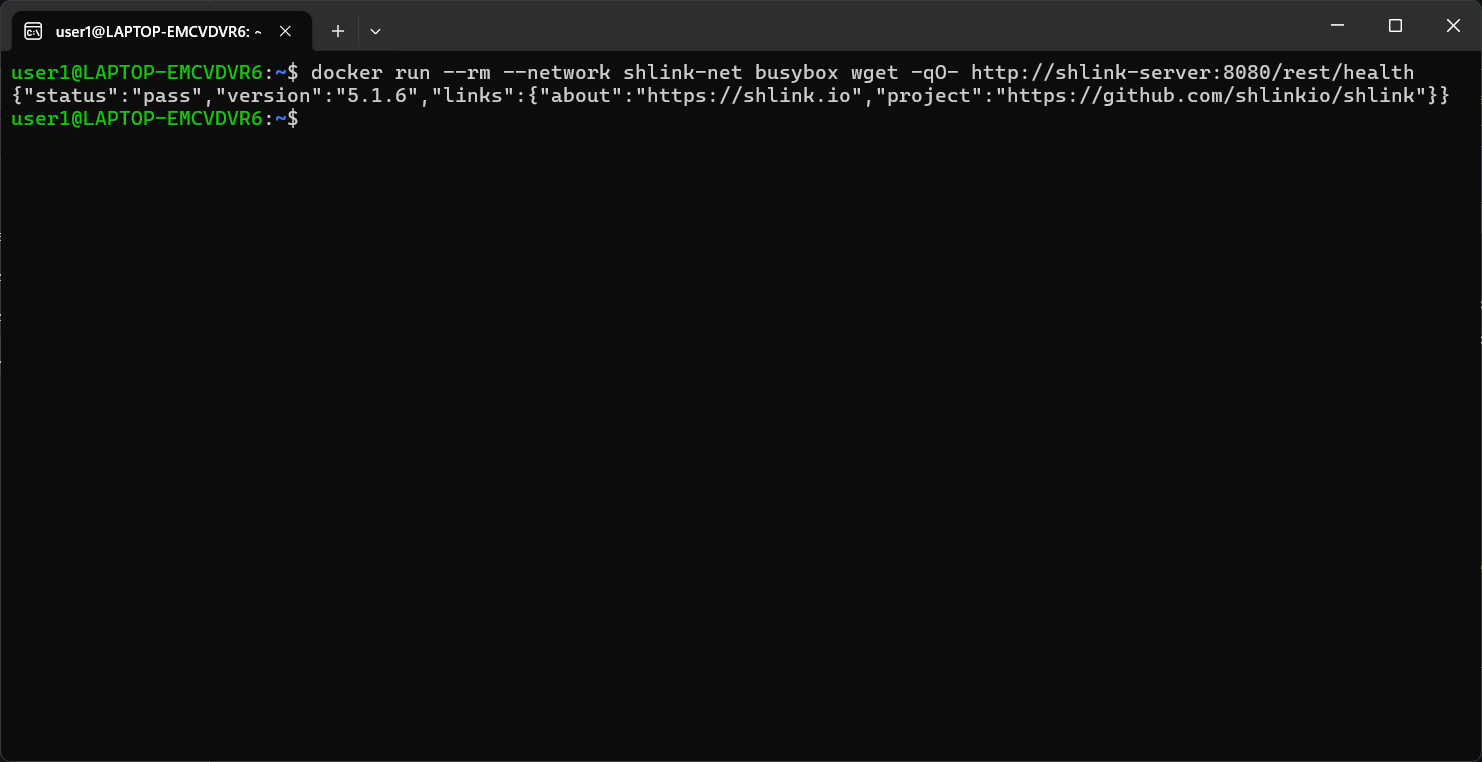 user1@LAPTOP-EMCVDVR6: ~
user1@LAPTOP-EMCVDVR6:~$ docker run --rm --network shlink-net busybox wget -qO- http://shlink-server:8080/rest/health
{"status":"pass","version":"5.1.6","links":{"about":"https://shlink.io","project":"https://github.com/shlinkio/shlink"}}
user1@LAPTOP-EMCVDVR6:~$